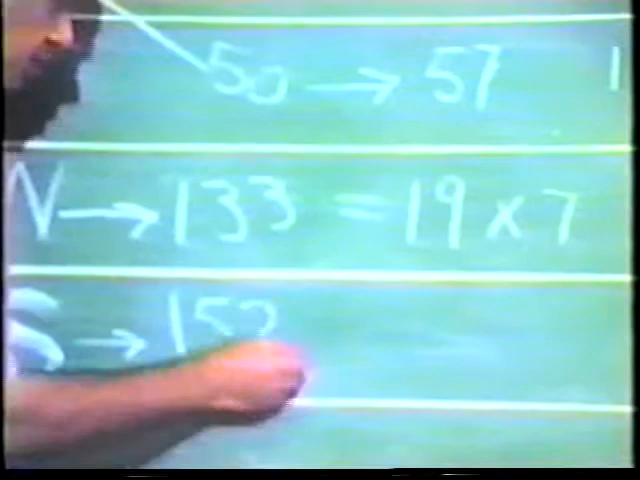 50 → 57 1
N → 133 = 19 x 7
S → 152